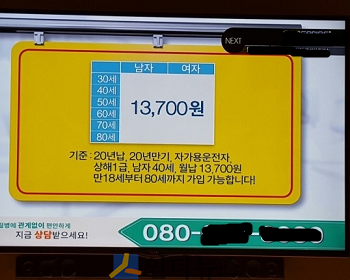 NEXT
남자 여자
30세
40세
50세
60세
70세
80세
13,700원
기준 : 20년납, 20년만기, 자가용운전자,
상해1급, 남자 40세, 월납 13,700원
만18세부터 80세까지 가입 가능합니다!
관계없이 편안하게
지금 상담받으세요!
080-